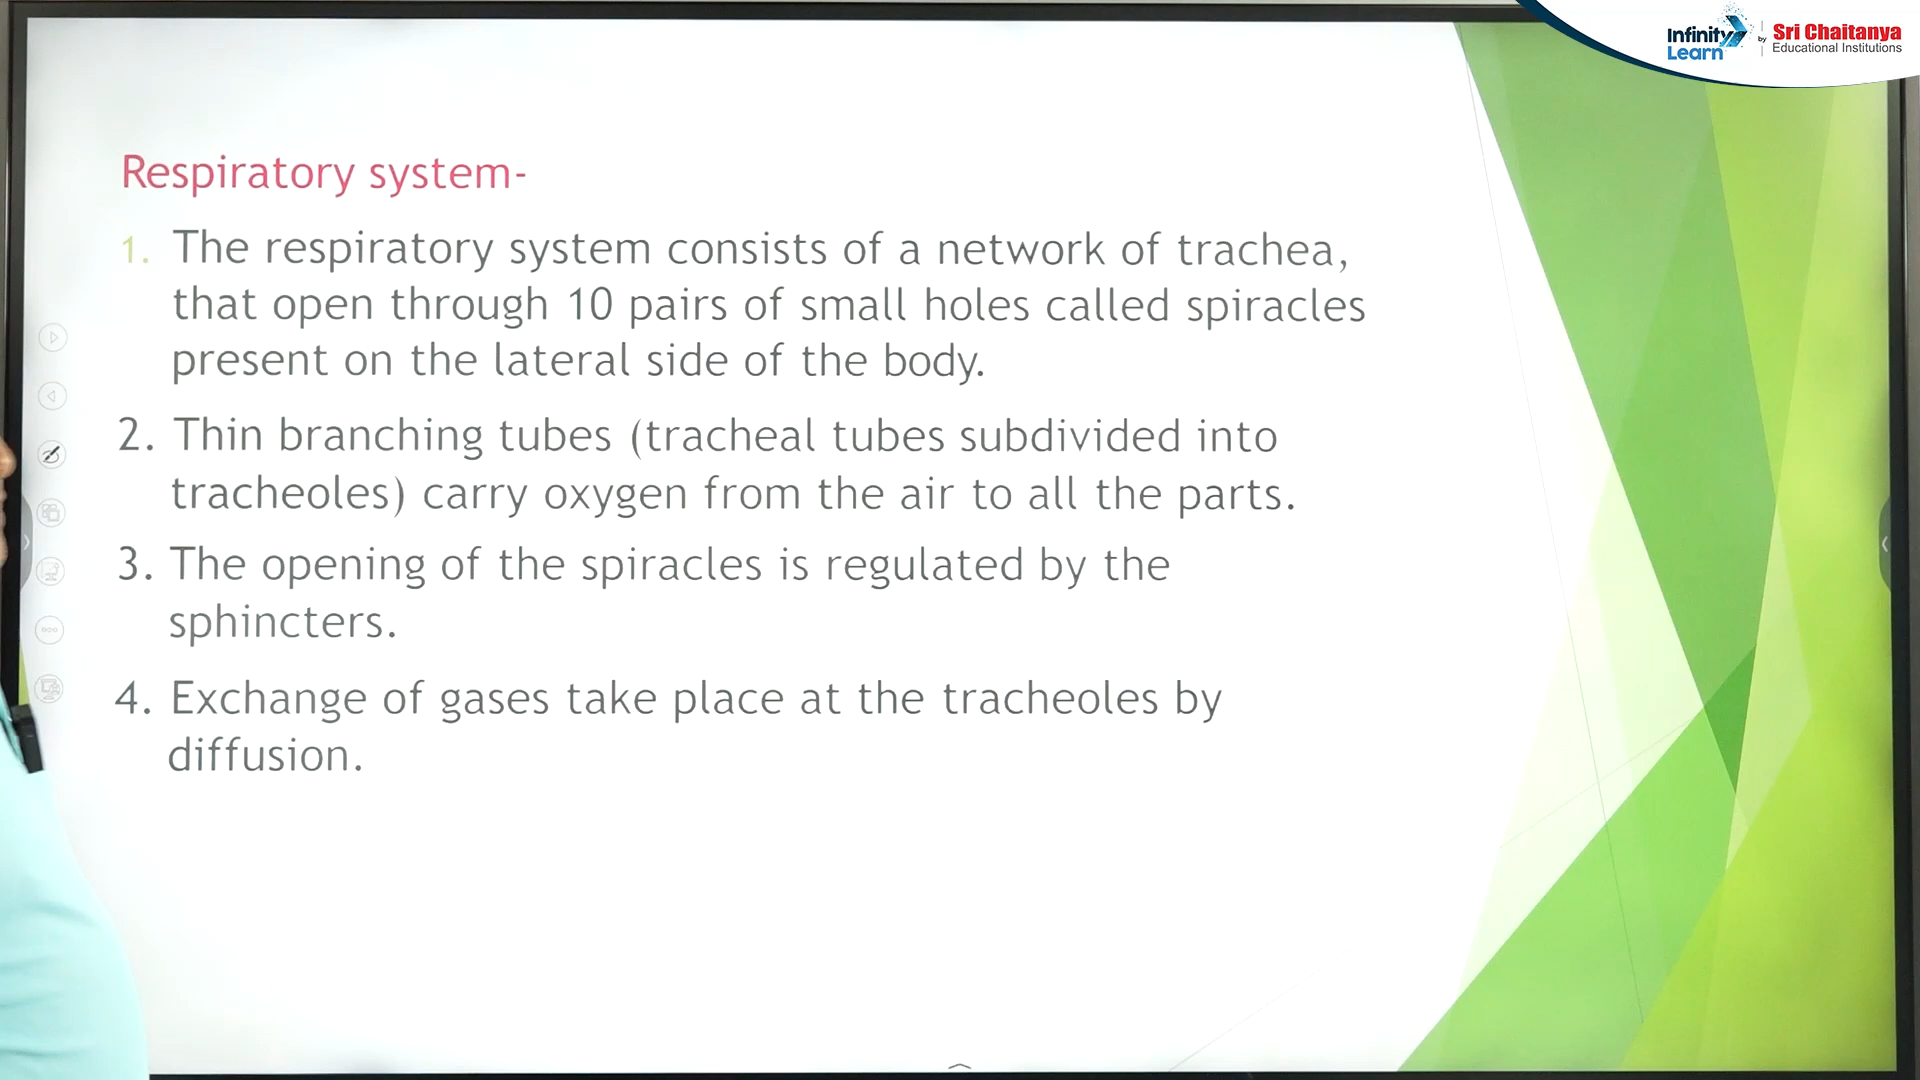 Infinity
Learn
by
Sri Chaitanya
Educational Institutions
Respiratory system-
1. The respiratory system consists of a network of trachea,
that open through 10 pairs of small holes called spiracles
present on the lateral side of the body.
2. Thin branching tubes (tracheal tubes subdivided into
tracheoles) carry oxygen from the air to all the parts.
3. The opening of the spiracles is regulated by the
sphincters.
4. Exchange of gases take place at the tracheoles by
diffusion.